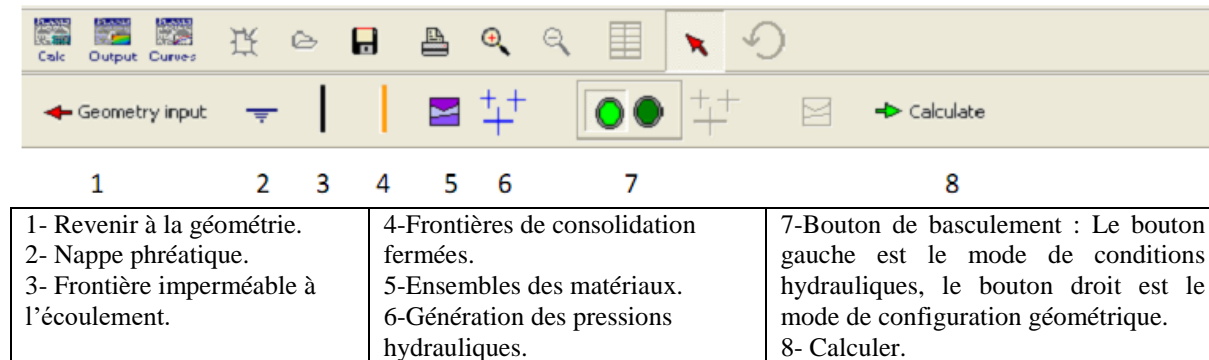 Calc Output Curves
Geometry input Calculate
1 2 3 4 5 6 7 8
1- Revenir à la géométrie.
2- Nappe phréatique.
3- Frontière imperméable à
l'écoulement.
4-Frontières de consolidation
fermées.
5-Ensembles des matériaux.
6-Génération des pressions
hydrauliques.
7-Bouton de basculement : Le bouton
gauche est le mode de conditions
hydrauliques, le bouton droit est le
mode de configuration géométrique.
8- Calculer.